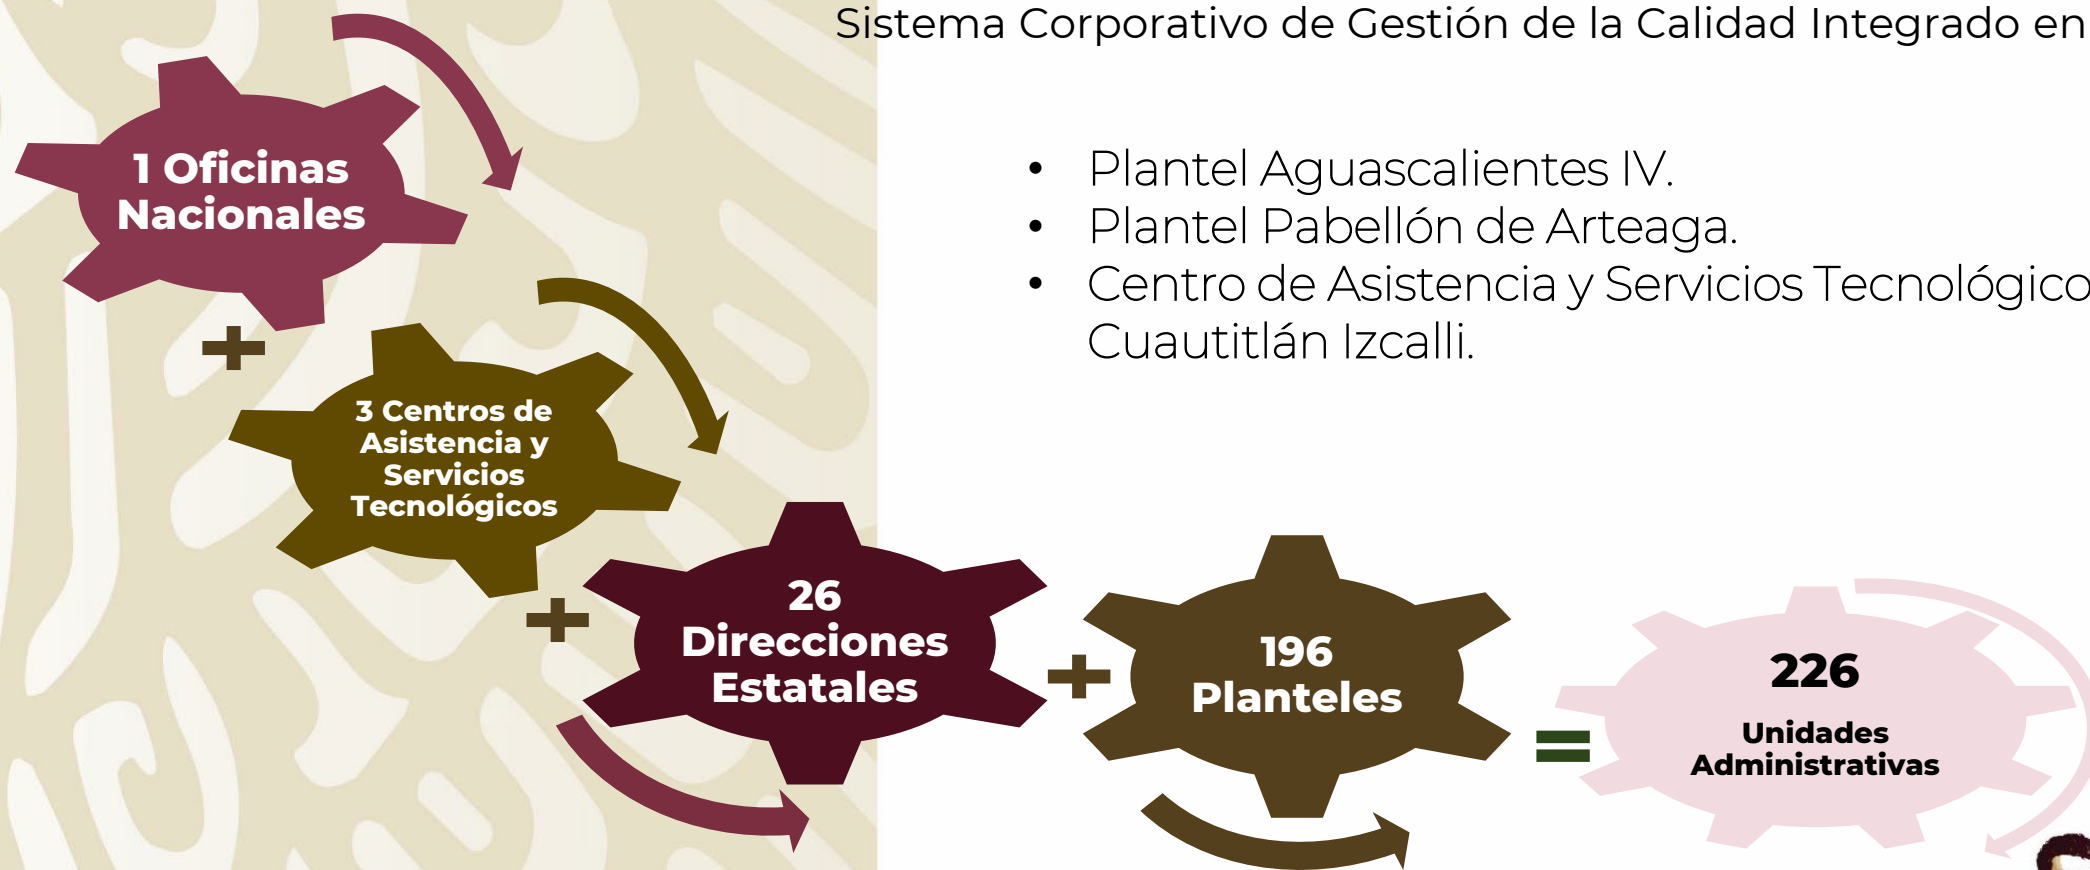 Sistema Corporativo de Gestión de la Calidad Integrado en
• Plantel Aguascalientes IV.
• Plantel Pabellón de Arteaga.
• Centro de Asistencia y Servicios Tecnológico
Cuautitlán Izcalli.
1 Oficinas
Nacionales
+
3 Centros de
Asistencia y
Servicios
Tecnológicos
+
26
Direcciones
Estatales
+
196
Planteles
=
226
Unidades
Administrativas